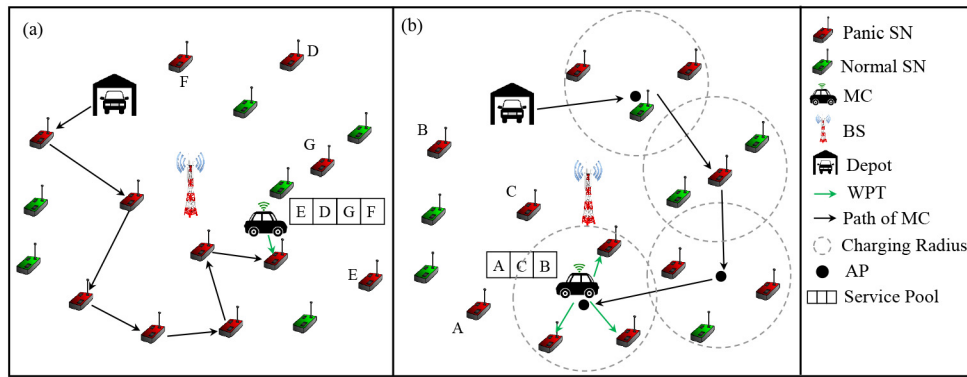 (a)
D
F
G
E D G F
E
(b)
B
C
A C B
A
Panic SN
Normal SN
MC
BS
Depot
WPT
Path of MC
Charging Radius
AP
Service Pool